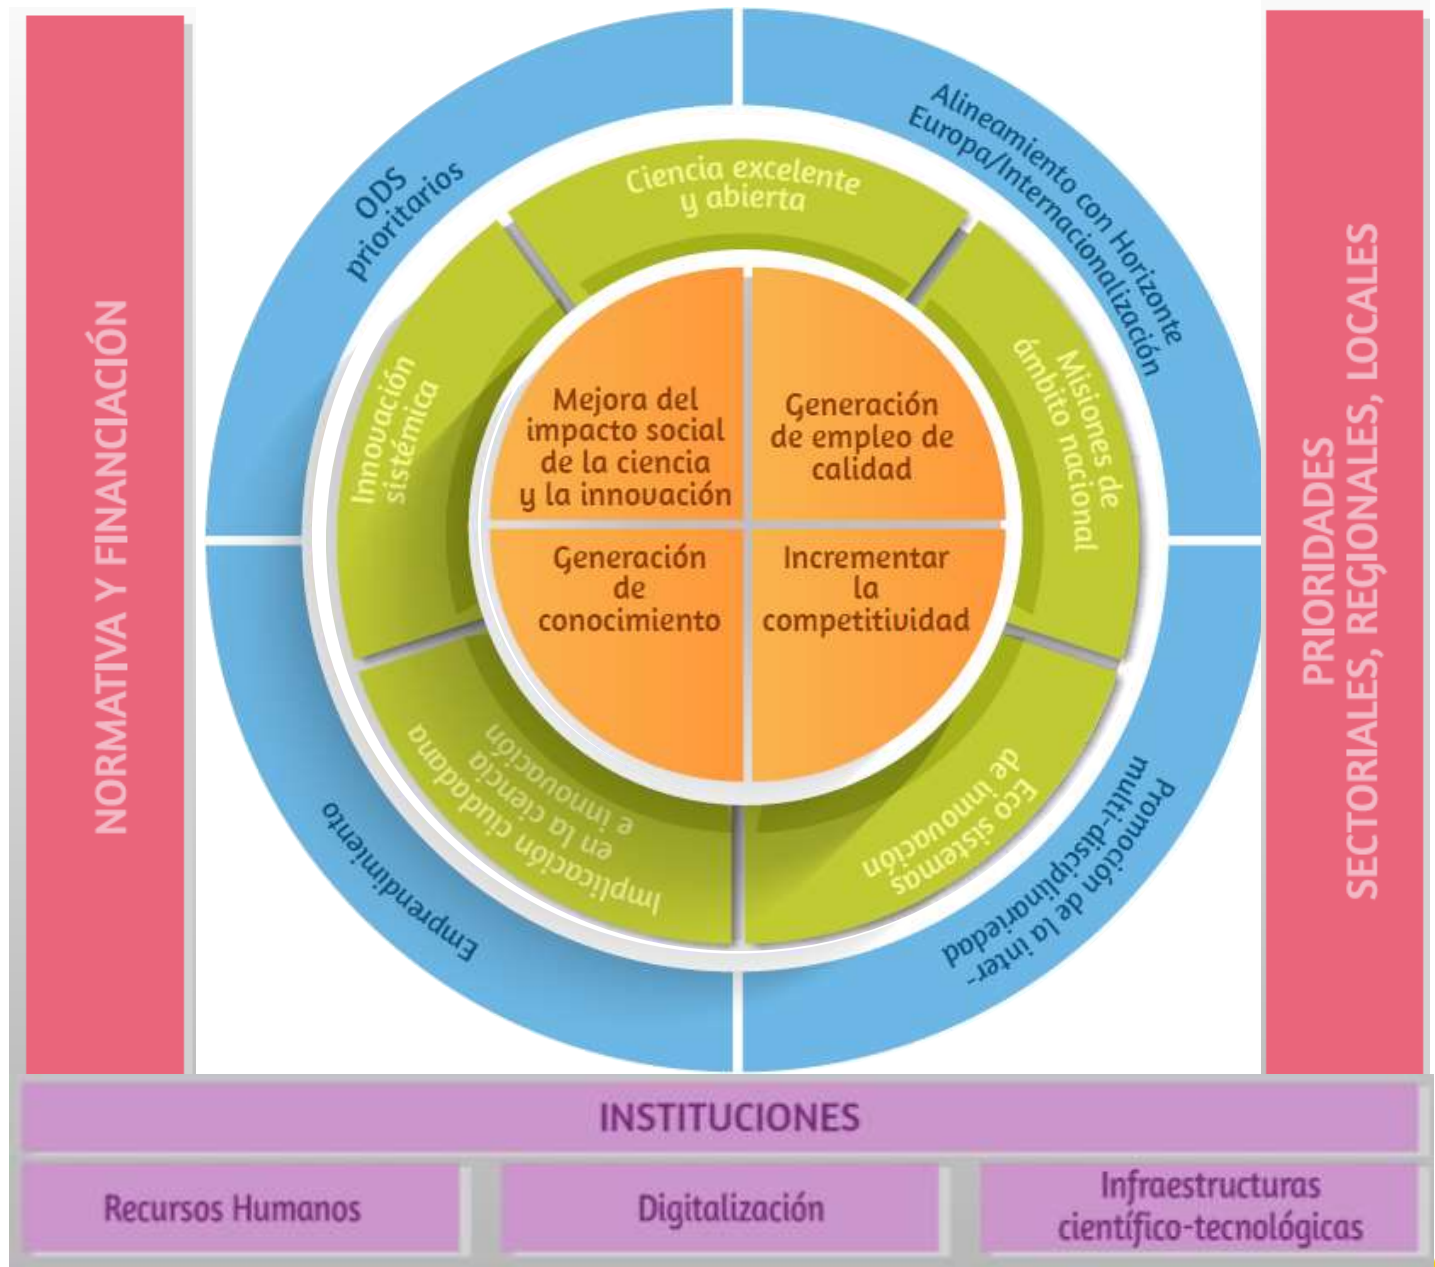 NORMATIVA Y FINANCIACIÓN
ODS
prioritarios
Alineamiento con Horizonte
Europa/Internacionalización
Promoción de la inter-
multi-disciplinariedad
Emprendimiento
Ciencia excelente
y abierta
Misiones de
ámbito nacional
Eco sistemas
de innovación
Implicación ciudadana
en la ciencia
e innovación
Innovación
sistémica
Mejora del
impacto social
de la ciencia
y la innovación
Generación
de empleo de
calidad
Generación
de
conocimiento
Incrementar
la
competitividad
PRIORIDADES
SECTORIALES, REGIONALES, LOCALES
INSTITUCIONES
Recursos Humanos
Digitalización
Infraestructuras
científico-tecnológicas